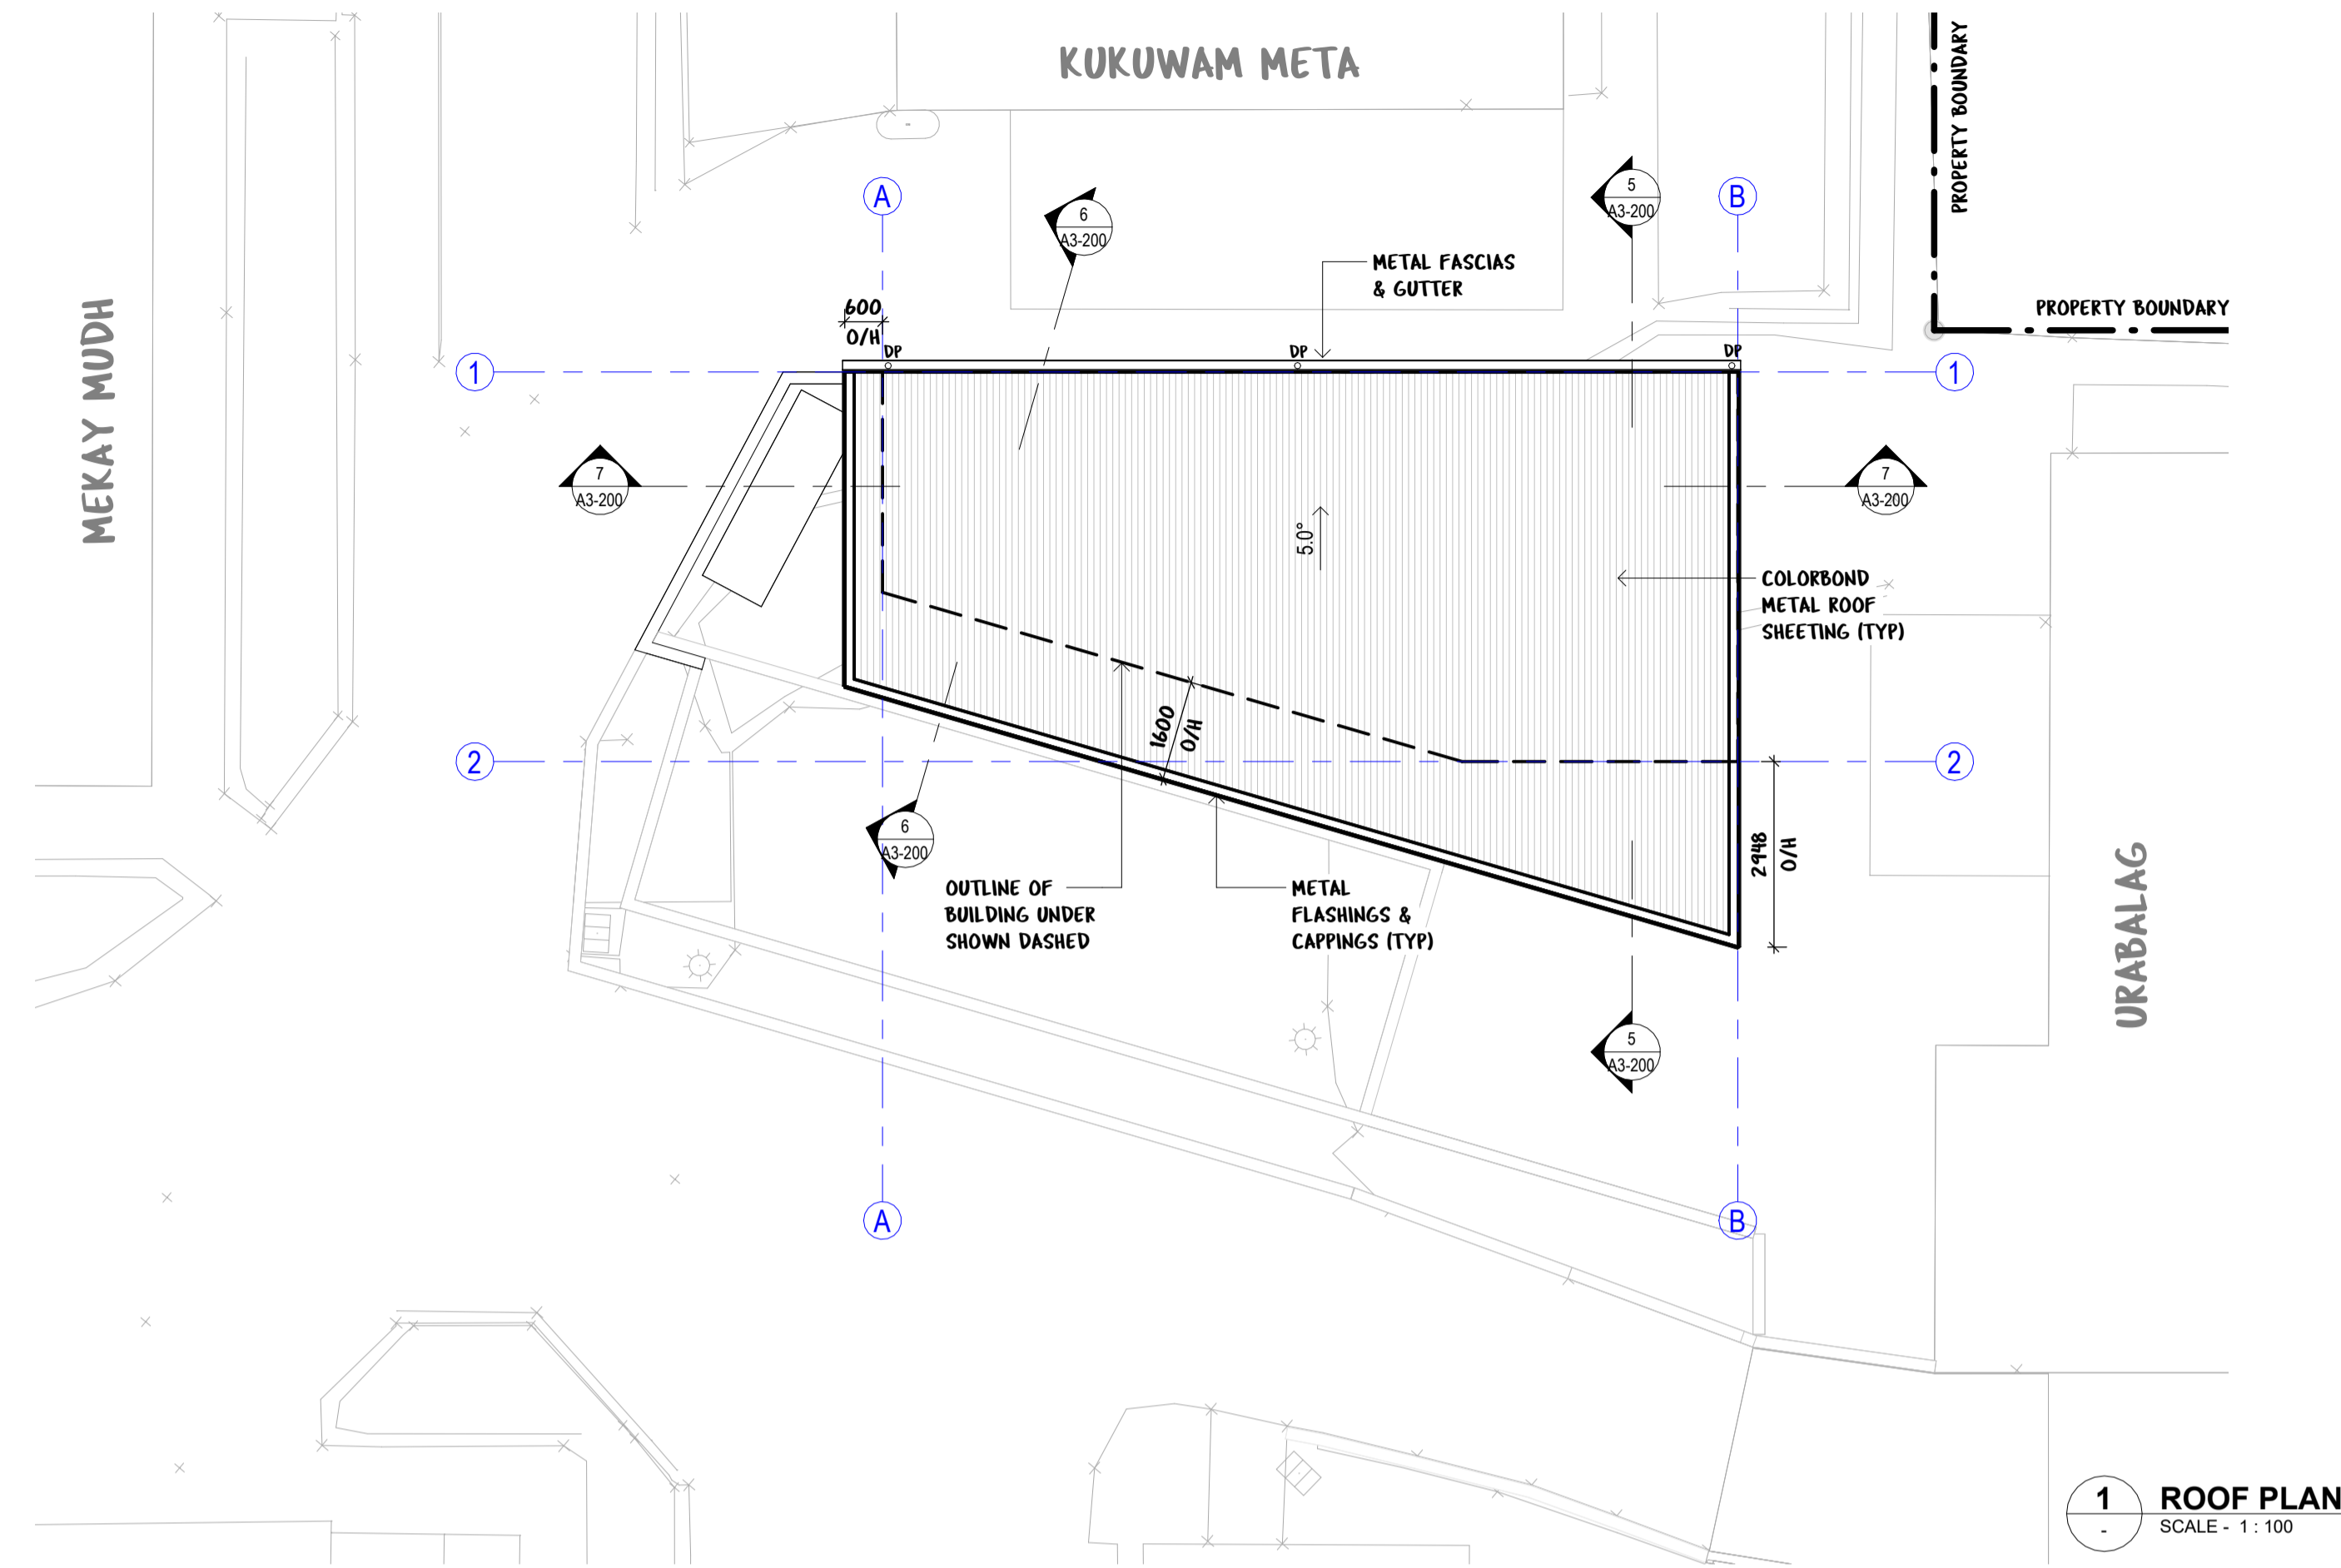 KUKUWAM META
PROPERTY BOUNDARY
PROPERTY BOUNDARY
MEKAY MUDH
URABALAG
A
B
6
A3-200
5
A3-200
METAL FASCIAS
& GUTTER
600
O/H
DP
DP
DP
1
1
7
A3-200
7
A3-200
5.0°
COLORBOND
METAL ROOF
SHEETING (TYP)
1600
O/H
2
2
6
A3-200
2948
O/H
OUTLINE OF
BUILDING UNDER
SHOWN DASHED
METAL
FLASHINGS &
CAPPINGS (TYP)
5
A3-200
A
B
1
-
ROOF PLAN
SCALE - 1 : 100